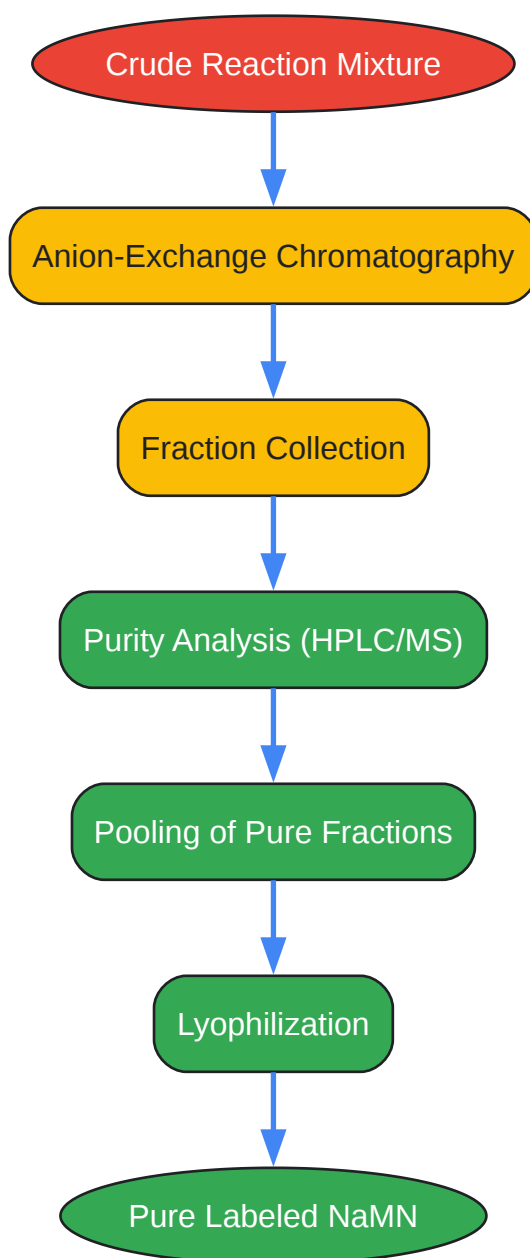 Crude Reaction Mixture
Anion-Exchange Chromatography
Fraction Collection
Purity Analysis (HPLC/MS)
Pooling of Pure Fractions
Lyophilization
Pure Labeled NaMN